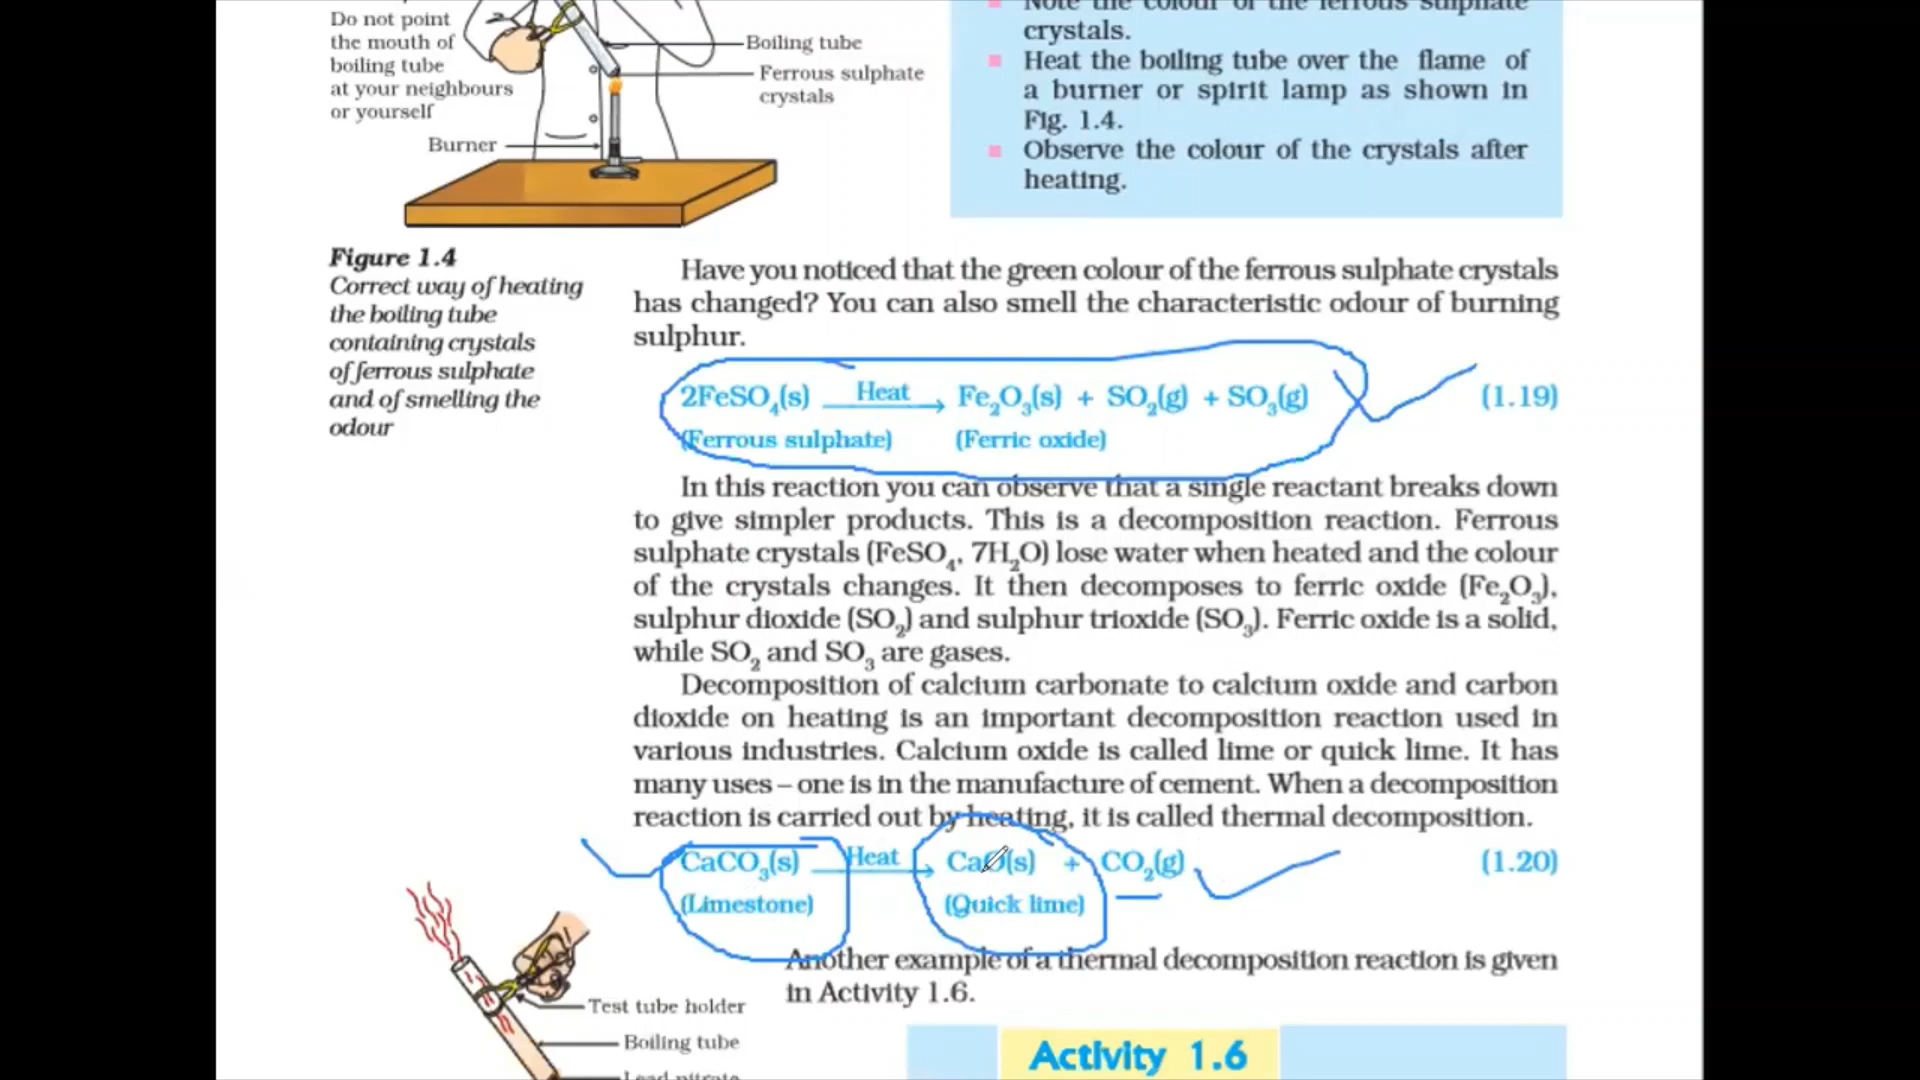 Do not point
the mouth of
boiling tube
at your neighbours
or yourself
Boiling tube
Ferrous sulphate
crystals
Burner
Note the colour of the ferrous sulphate
crystals.
Heat the boiling tube over the flame of
a burner or spirit lamp as shown in
Fig. 1.4.
Observe the colour of the crystals after
heating.
Figure 1.4
Correct way of heating
the boiling tube
containing crystals
of ferrous sulphate
and of smelling the
odour
Have you noticed that the green colour of the ferrous sulphate crystals
has changed? You can also smell the characteristic odour of burning
sulphur.
2FeSO₄(s) Heat → Fe₂O₃(s) + SO₂(g) + SO₃(g) (1.19)
(Ferrous sulphate) (Ferric oxide)
In this reaction you can observe that a single reactant breaks down
to give simpler products. This is a decomposition reaction. Ferrous
sulphate crystals (FeSO₄, 7H₂O) lose water when heated and the colour
of the crystals changes. It then decomposes to ferric oxide (Fe₂O₃),
sulphur dioxide (SO₂) and sulphur trioxide (SO₃). Ferric oxide is a solid,
while SO₂ and SO₃ are gases.
Decomposition of calcium carbonate to calcium oxide and carbon
dioxide on heating is an important decomposition reaction used in
various industries. Calcium oxide is called lime or quick lime. It has
many uses – one is in the manufacture of cement. When a decomposition
reaction is carried out by heating, it is called thermal decomposition.
CaCO₃(s) Heat → CaO(s) + CO₂(g) (1.20)
(Limestone) (Quick lime)
Another example of a thermal decomposition reaction is given
in Activity 1.6.
Test tube holder
Boiling tube
Lead nitrate
Activity 1.6